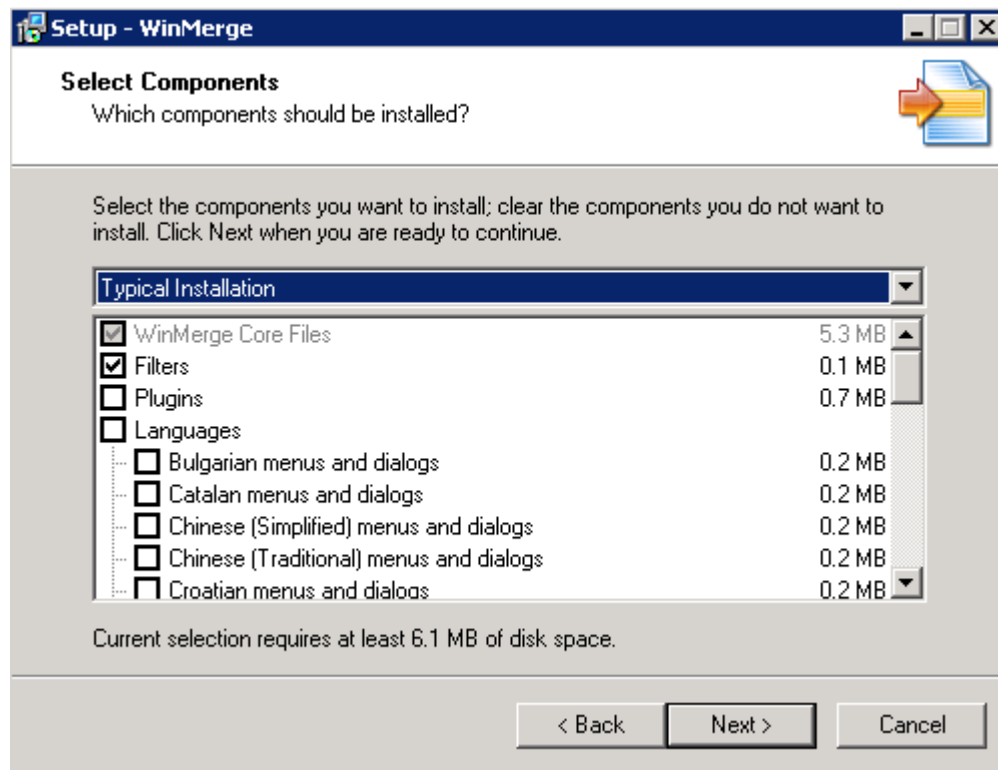 Setup - WinMerge
Select Components
Which components should be installed?
Select the components you want to install; clear the components you do not want to
install. Click Next when you are ready to continue.
Typical Installation
WinMerge Core Files 5.3 MB
Filters 0.1 MB
Plugins 0.7 MB
Languages
Bulgarian menus and dialogs 0.2 MB
Catalan menus and dialogs 0.2 MB
Chinese (Simplified) menus and dialogs 0.2 MB
Chinese (Traditional) menus and dialogs 0.2 MB
Croatian menus and dialogs 0.2 MB
Current selection requires at least 6.1 MB of disk space.
< Back Next > Cancel